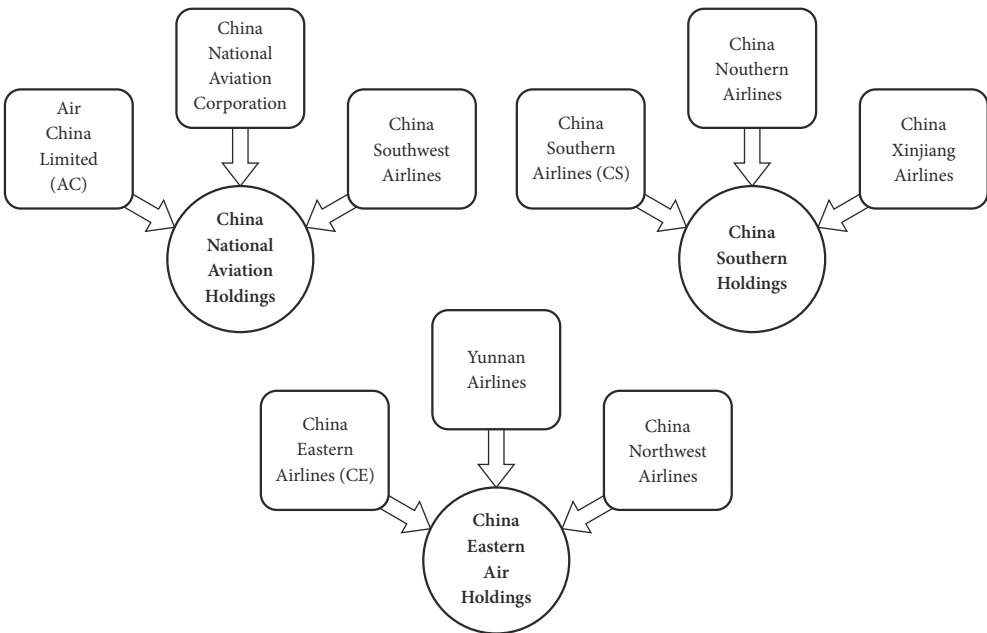 China
National
Aviation
Corporation
Air
China
Limited
(AC)
China
Southwest
Airlines
China
National
Aviation
Holdings
China
Nouthern
Airlines
China
Southern
Airlines (CS)
China
Xinjiang
Airlines
China
Southern
Holdings
Yunnan
Airlines
China
Eastern
Airlines (CE)
China
Northwest
Airlines
China
Eastern
Air
Holdings